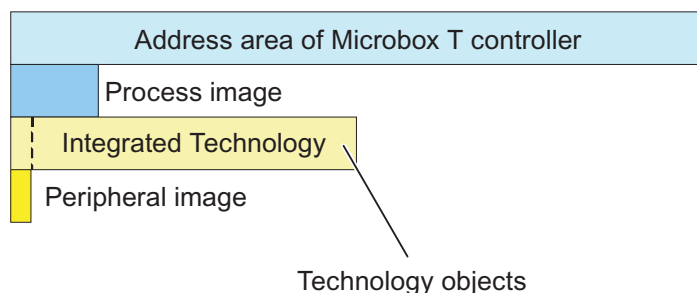 Address area of Microbox T controller
Process image
Integrated Technology
Peripheral image
Technology objects